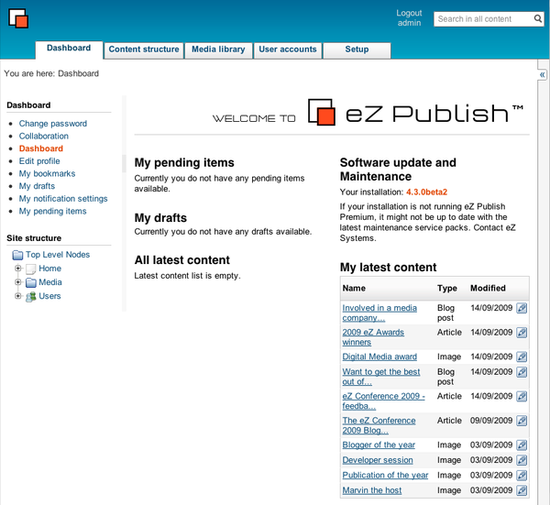 Logout
admin
Search in all content
Dashboard
Content structure
Media library
User accounts
Setup
You are here: Dashboard
«
Dashboard
Change password
Collaboration
Dashboard
Edit profile
My bookmarks
My drafts
My notification settings
My pending items
Site structure
Top Level Nodes
Home
Media
Users
WELCOME TO eZ Publish™
My pending items
Currently you do not have any pending items
available.
My drafts
Currently you do not have any drafts available.
All latest content
Latest content list is empty.
Software update and
Maintenance
Your installation: 4.3.0beta2
If your installation is not running eZ Publish
Premium, it might not be up to date with the
latest maintenance service packs. Contact eZ
Systems.
My latest content
Name Type Modified
Involved in a media Blog 14/09/2009
company... post
2009 eZ Awards Article 14/09/2009
winners
Digital Media award Image 14/09/2009
Want to get the best Blog 14/09/2009
out of... post
eZ Conference 2009 - Article 14/09/2009
feedba...
The eZ Conference Article 09/09/2009
2009 Blog...
Blogger of the year Image 03/09/2009
Developer session Image 03/09/2009
Publication of the year Image 03/09/2009
Marvin the host Image 03/09/2009